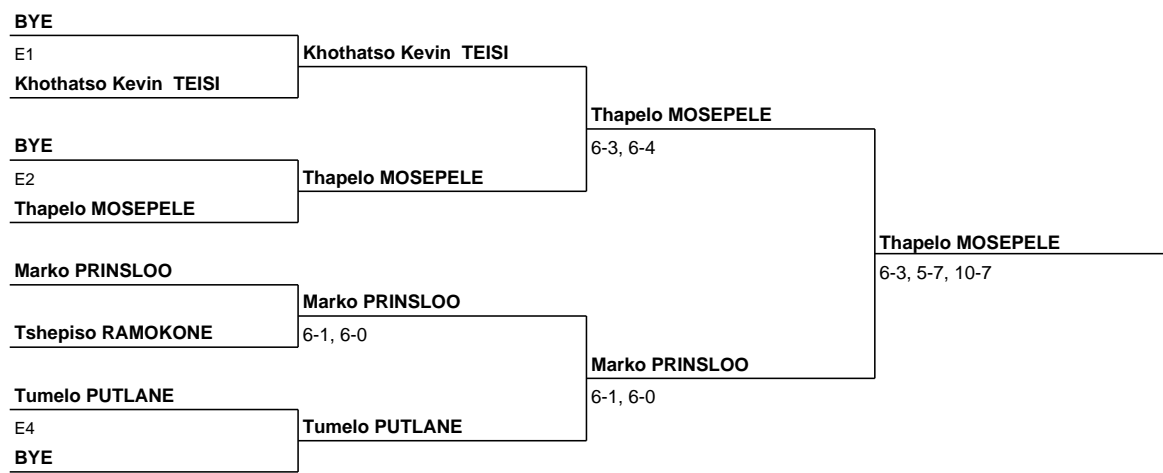 BYE
E1
Khothatso Kevin  TEISI
BYE
E2
Thapelo MOSEPELE
Marko PRINSLOO
Tshepiso RAMOKONE
Tumelo PUTLANE
E4
BYE
Khothatso Kevin  TEISI
Thapelo MOSEPELE
Marko PRINSLOO
6-1, 6-0
Tumelo PUTLANE
Thapelo MOSEPELE
6-3, 6-4
Marko PRINSLOO
6-1, 6-0
Thapelo MOSEPELE
6-3, 5-7, 10-7